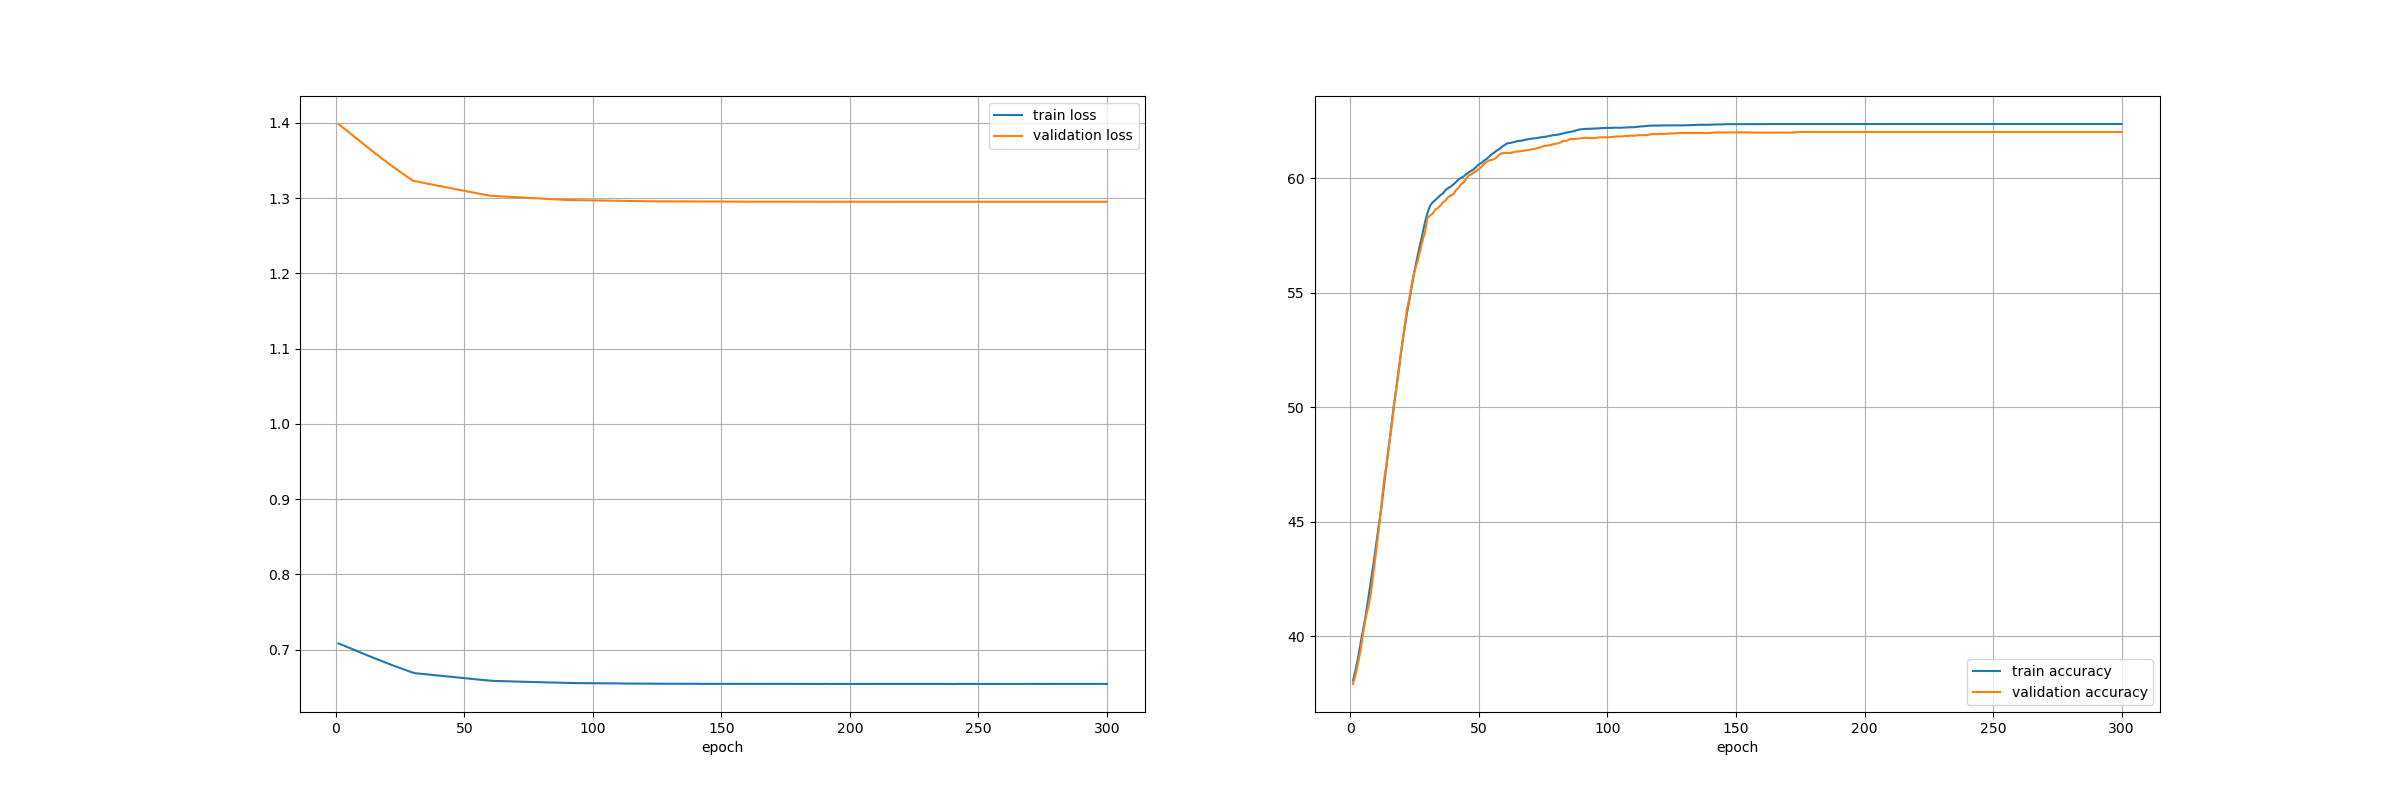 train loss
validation loss
1.4
1.3
1.2
1.1
1.0
0.9
0.8
0.7
0 50 100 150 200 250 300
epoch
60
55
50
45
40
train accuracy
validation accuracy
0 50 100 150 200 250 300
epoch